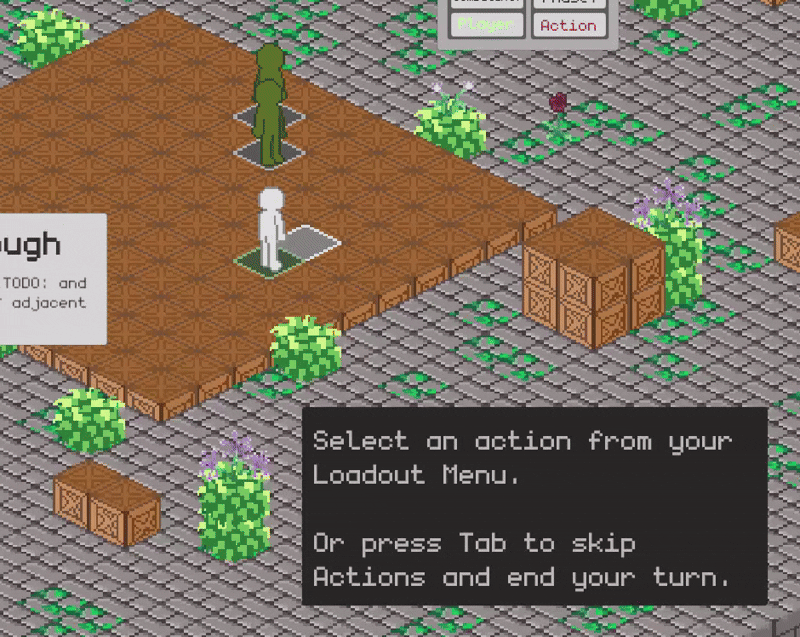 Player
Action
ugh
TODO: and
adjacent
Select an action from your
Loadout Menu.
Or press Tab to skip
Actions and end your turn.